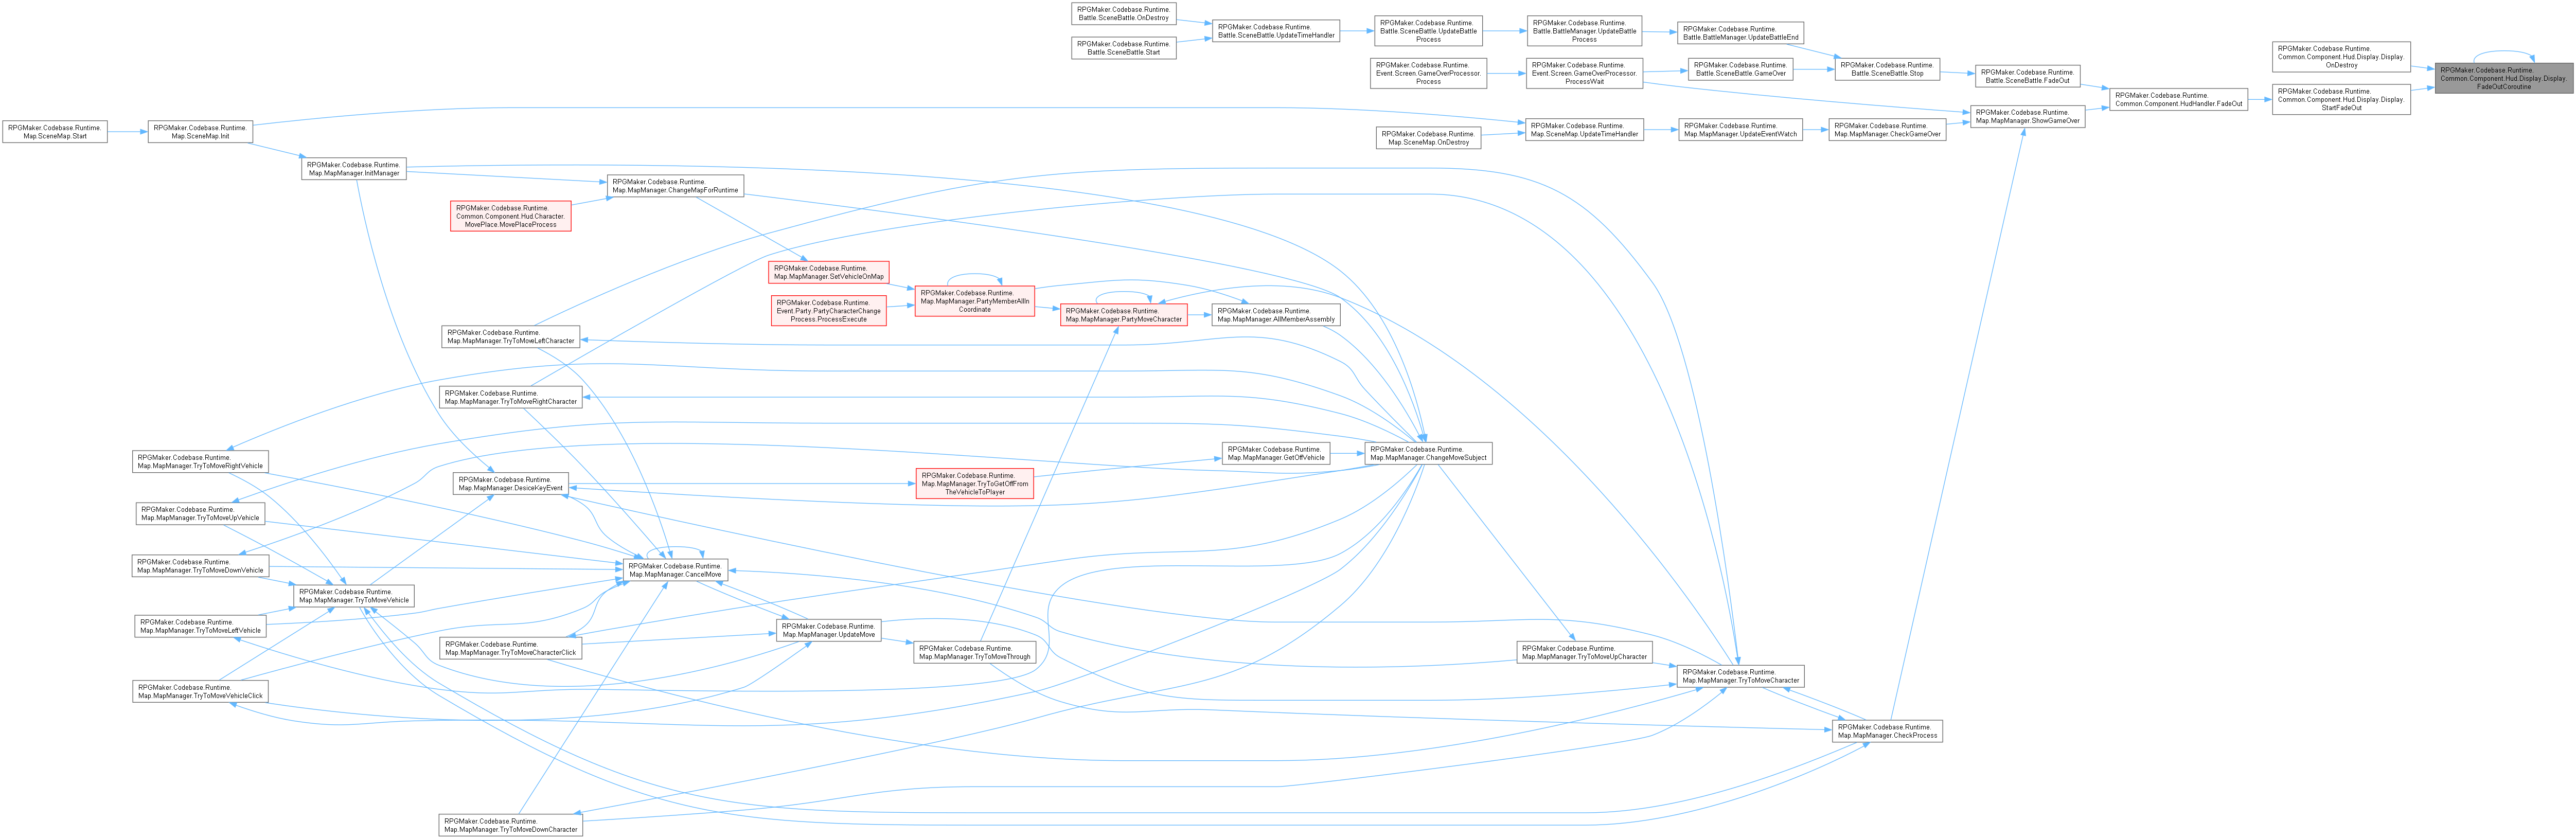 RPGMaker.Codebase.Runtime.
Battle.SceneBattle.OnDestroy
RPGMaker.Codebase.Runtime.
Battle.SceneBattle.Start
RPGMaker.Codebase.Runtime.
Battle.SceneBattle.UpdateTimeHandler
RPGMaker.Codebase.Runtime.
Battle.SceneBattle.UpdateBattle
Process
RPGMaker.Codebase.Runtime.
Battle.BattleManager.UpdateBattle
Process
RPGMaker.Codebase.Runtime.
Battle.BattleManager.UpdateBattleEnd
RPGMaker.Codebase.Runtime.
Event.Screen.GameOverProcessor.
Process
RPGMaker.Codebase.Runtime.
Event.Screen.GameOverProcessor.
ProcessWait
RPGMaker.Codebase.Runtime.
Battle.SceneBattle.GameOver
RPGMaker.Codebase.Runtime.
Battle.SceneBattle.Stop
RPGMaker.Codebase.Runtime.
Battle.SceneBattle.FadeOut
RPGMaker.Codebase.Runtime.
Common.Component.HudHandler.FadeOut
RPGMaker.Codebase.Runtime.
Common.Component.Hud.Display.Display.
OnDestroy
RPGMaker.Codebase.Runtime.
Common.Component.Hud.Display.Display.
StartFadeOut
RPGMaker.Codebase.Runtime.
Common.Component.Hud.Display.Display.
FadeOutCoroutine
RPGMaker.Codebase.Runtime.
Map.SceneMap.Start
RPGMaker.Codebase.Runtime.
Map.SceneMap.Init
RPGMaker.Codebase.Runtime.
Map.SceneMap.OnDestroy
RPGMaker.Codebase.Runtime.
Map.SceneMap.UpdateTimeHandler
RPGMaker.Codebase.Runtime.
Map.MapManager.UpdateEventWatch
RPGMaker.Codebase.Runtime.
Map.MapManager.CheckGameOver
RPGMaker.Codebase.Runtime.
Map.MapManager.ShowGameOver
RPGMaker.Codebase.Runtime.
Map.MapManager.InitManager
RPGMaker.Codebase.Runtime.
Map.MapManager.ChangeMapForRuntime
RPGMaker.Codebase.Runtime.
Common.Component.Hud.Character.
MovePlace.MovePlaceProcess
RPGMaker.Codebase.Runtime.
Map.MapManager.SetVehicleOnMap
RPGMaker.Codebase.Runtime.
Event.Party.PartyCharacterChange
Process.ProcessExecute
RPGMaker.Codebase.Runtime.
Map.MapManager.PartyMemberAllIn
Coordinate
RPGMaker.Codebase.Runtime.
Map.MapManager.PartyMoveCharacter
RPGMaker.Codebase.Runtime.
Map.MapManager.AllMemberAssembly
RPGMaker.Codebase.Runtime.
Map.MapManager.TryToMoveLeftCharacter
RPGMaker.Codebase.Runtime.
Map.MapManager.TryToMoveRightCharacter
RPGMaker.Codebase.Runtime.
Map.MapManager.TryToMoveRightVehicle
RPGMaker.Codebase.Runtime.
Map.MapManager.DesiceKeyEvent
RPGMaker.Codebase.Runtime.
Map.MapManager.TryToGetOffFrom
TheVehicleToPlayer
RPGMaker.Codebase.Runtime.
Map.MapManager.GetOffVehicle
RPGMaker.Codebase.Runtime.
Map.MapManager.ChangeMoveSubject
RPGMaker.Codebase.Runtime.
Map.MapManager.TryToMoveUpVehicle
RPGMaker.Codebase.Runtime.
Map.MapManager.TryToMoveDownVehicle
RPGMaker.Codebase.Runtime.
Map.MapManager.TryToMoveVehicle
RPGMaker.Codebase.Runtime.
Map.MapManager.CancelMove
RPGMaker.Codebase.Runtime.
Map.MapManager.TryToMoveLeftVehicle
RPGMaker.Codebase.Runtime.
Map.MapManager.TryToMoveCharacterClick
RPGMaker.Codebase.Runtime.
Map.MapManager.UpdateMove
RPGMaker.Codebase.Runtime.
Map.MapManager.TryToMoveThrough
RPGMaker.Codebase.Runtime.
Map.MapManager.TryToMoveUpCharacter
RPGMaker.Codebase.Runtime.
Map.MapManager.TryToMoveCharacter
RPGMaker.Codebase.Runtime.
Map.MapManager.TryToMoveVehicleClick
RPGMaker.Codebase.Runtime.
Map.MapManager.CheckProcess
RPGMaker.Codebase.Runtime.
Map.MapManager.TryToMoveDownCharacter